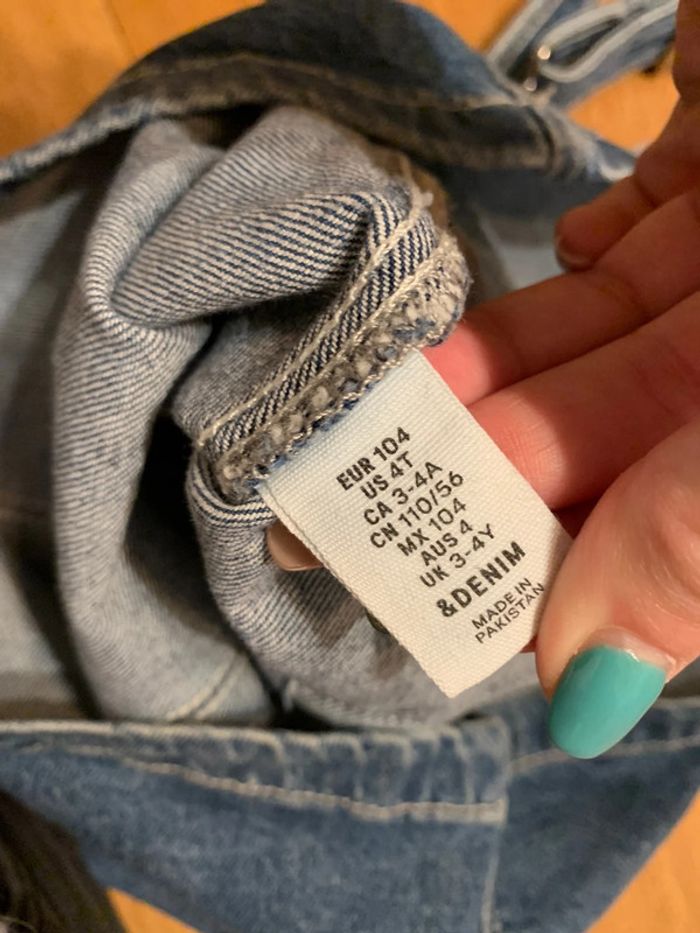 EUR 104
US 4T
CA 3-4A
CN 110/56
MX 104
AUS 4
UK 3-4Y
&DENIM
MADE IN
PAKISTAN